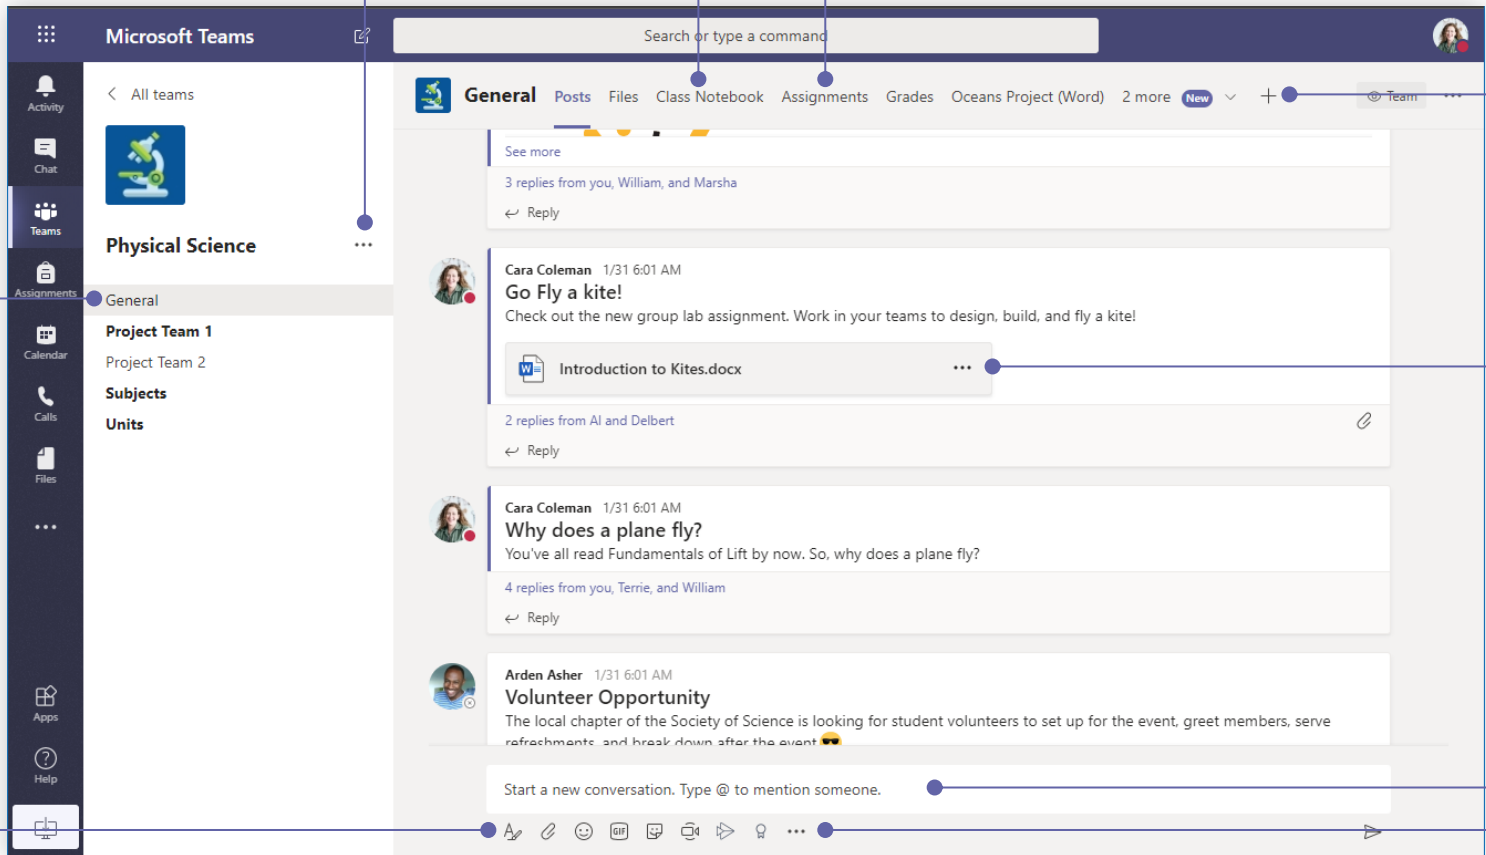 Microsoft Teams
Search or type a command
Activity
Chat
Teams
Assignments
Calendar
Calls
Files
Apps
Help
All teams
Physical Science
General
Project Team 1
Project Team 2
Subjects
Units
General Posts Files Class Notebook Assignments Grades Oceans Project (Word) 2 more New Team
See more
3 replies from you, William, and Marsha
Reply
Cara Coleman 1/31 6:01 AM
Go Fly a kite!
Check out the new group lab assignment. Work in your teams to design, build, and fly a kite!
Introduction to Kites.docx
2 replies from Al and Delbert
Reply
Cara Coleman 1/31 6:01 AM
Why does a plane fly?
You've all read Fundamentals of Lift by now. So, why does a plane fly?
4 replies from you, Terrie, and William
Reply
Arden Asher 1/31 6:01 AM
Volunteer Opportunity
The local chapter of the Society of Science is looking for student volunteers to set up for the event, greet members, serve
refreshments, and break down after the event
Start a new conversation. Type @ to mention someone.
GIF